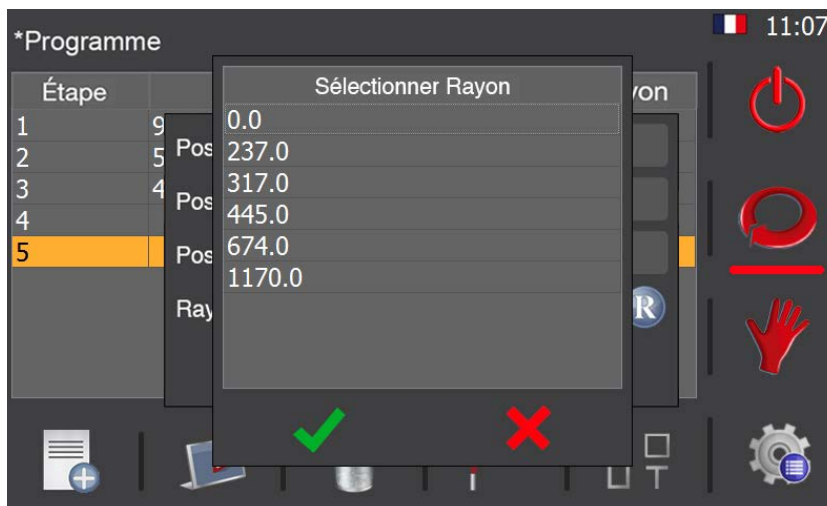 *Programme
11:07
Étape
yon
Sélectionner Rayon
1 9
2 5
3 4
4
5
Pos
Pos
Pos
Ray
0.0
237.0
317.0
445.0
674.0
1170.0
R